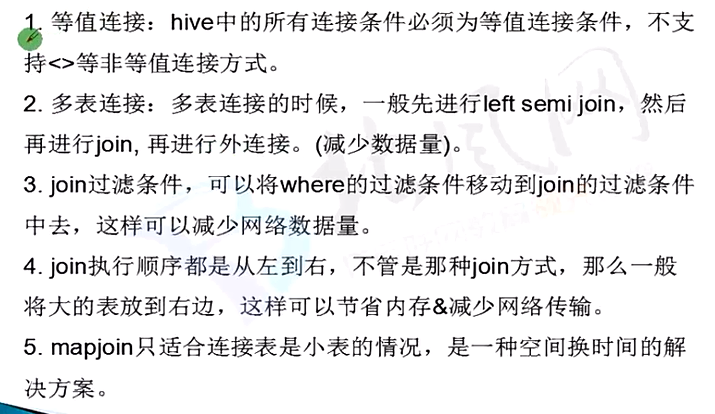 1. 等值连接：hive中的所有连接条件必须为等值连接条件，不支
持<>等非等值连接方式。
2. 多表连接：多表连接的时候，一般先进行left semi join，然后
再进行join, 再进行外连接。(减少数据量)。
3. join过滤条件，可以将where的过滤条件移动到join的过滤条件
中去，这样可以减少网络数据量。
4. join执行顺序都是从左到右，不管是那种join方式，那么一般
将大的表放到右边，这样可以节省内存&减少网络传输。
5. mapjoin只适合连接表是小表的情况，是一种空间换时间的解
决方案。